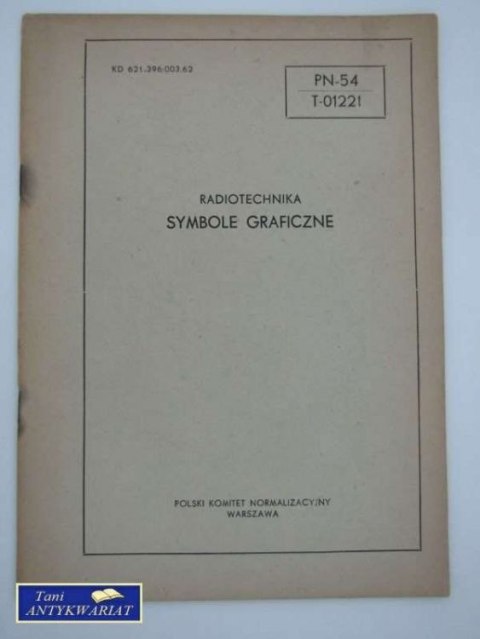 KD 621.396:003.62
PN-54
T-01221
RADIOTECHNIKA
SYMBOLE GRAFICZNE
POLSKI KOMITET NORMALIZACYJNY
WARSZAWA
Tani
ANTYKWARIAT